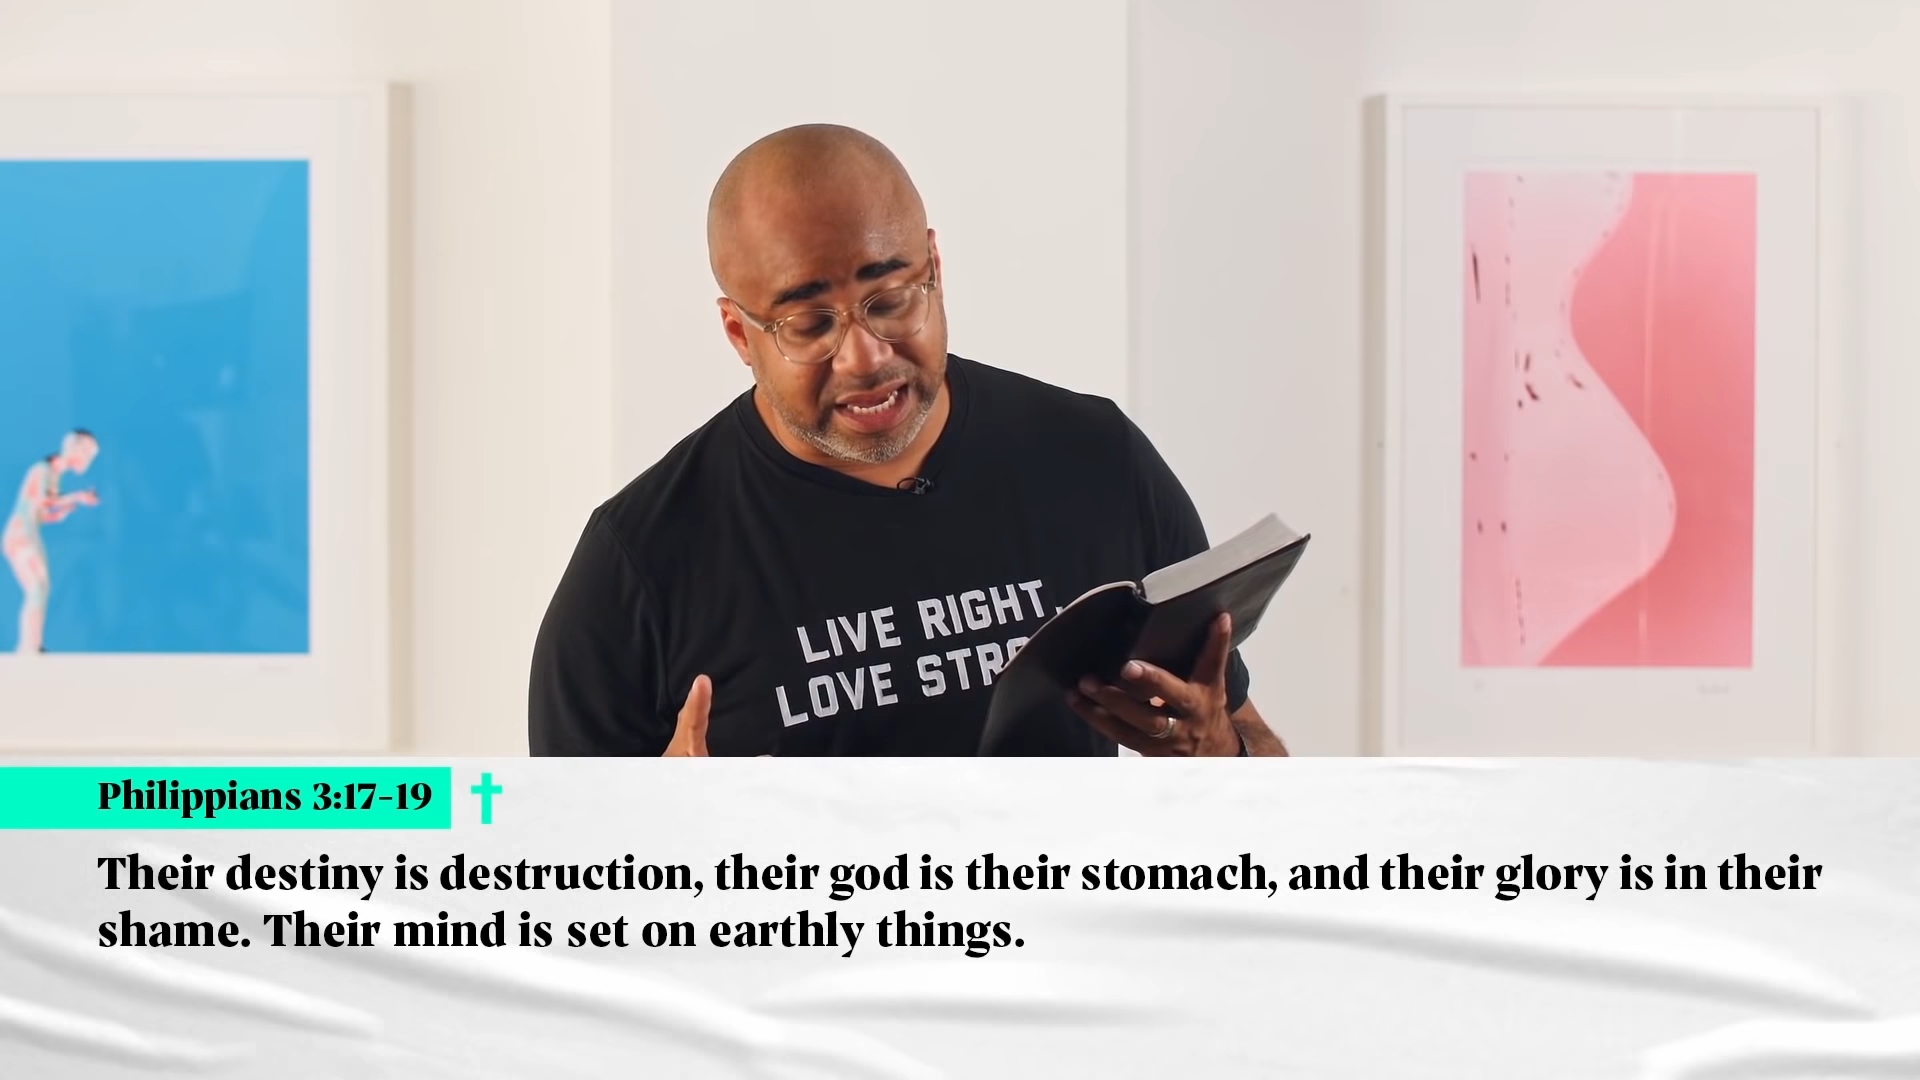 LIVE RIGHT.
LOVE
Philippians 3:17-19
Their destiny is destruction, their god is their stomach, and their glory is in their
shame. Their mind is set on earthly things.